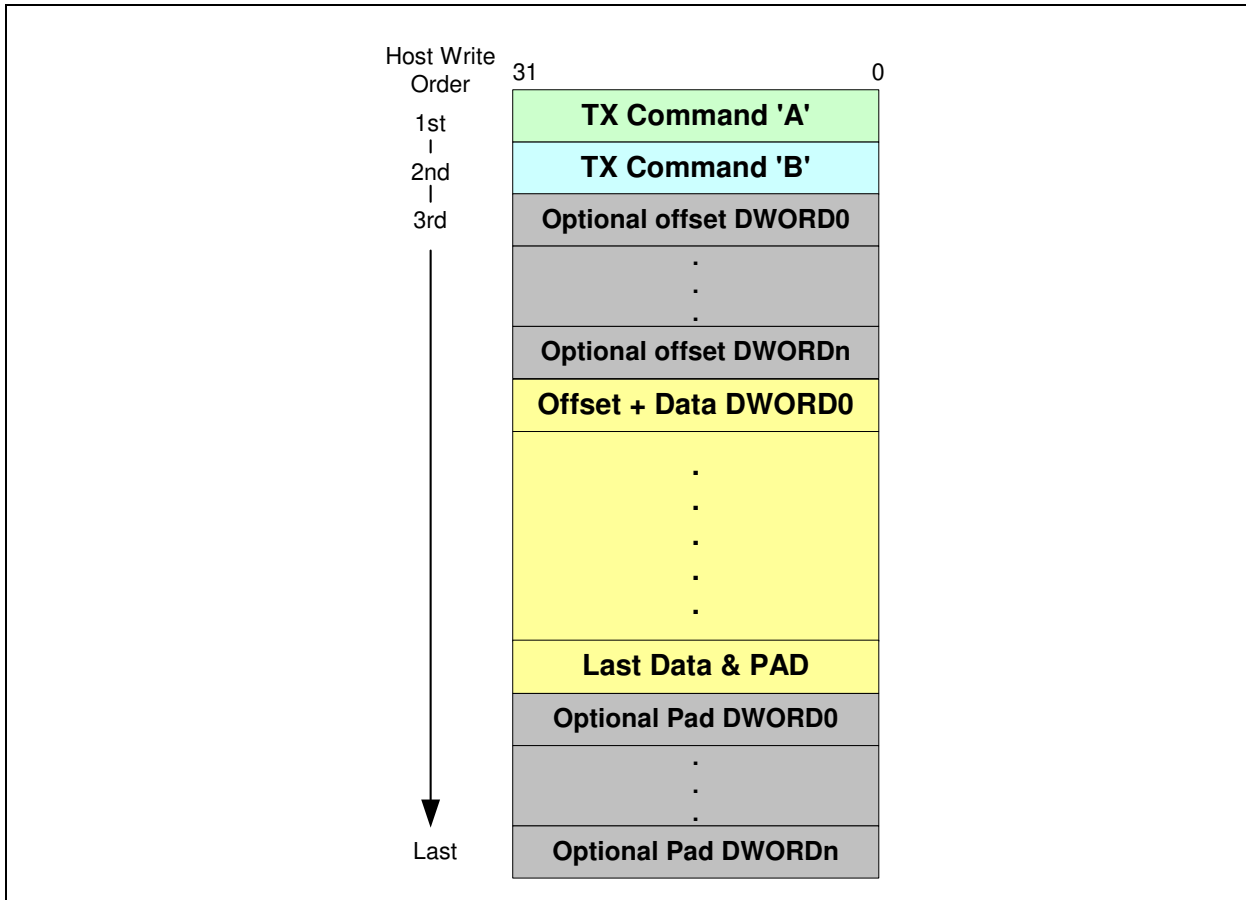 Host Write
Order
31
0
1st
TX Command 'A'
2nd
TX Command 'B'
3rd
Optional offset DWORD0
.
.
.
Optional offset DWORDn
Offset + Data DWORD0
.
.
.
.
.
Last Data & PAD
Optional Pad DWORD0
.
.
.
Last
Optional Pad DWORDn